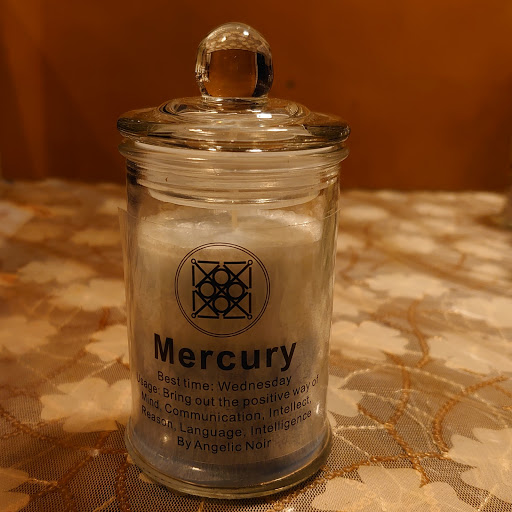 Mercury
Best time: Wednesday
Usage: Bring out the positive way of
Mind, Communication, Intellect,
Reason, Language, Intelligence
By Angelic Noir